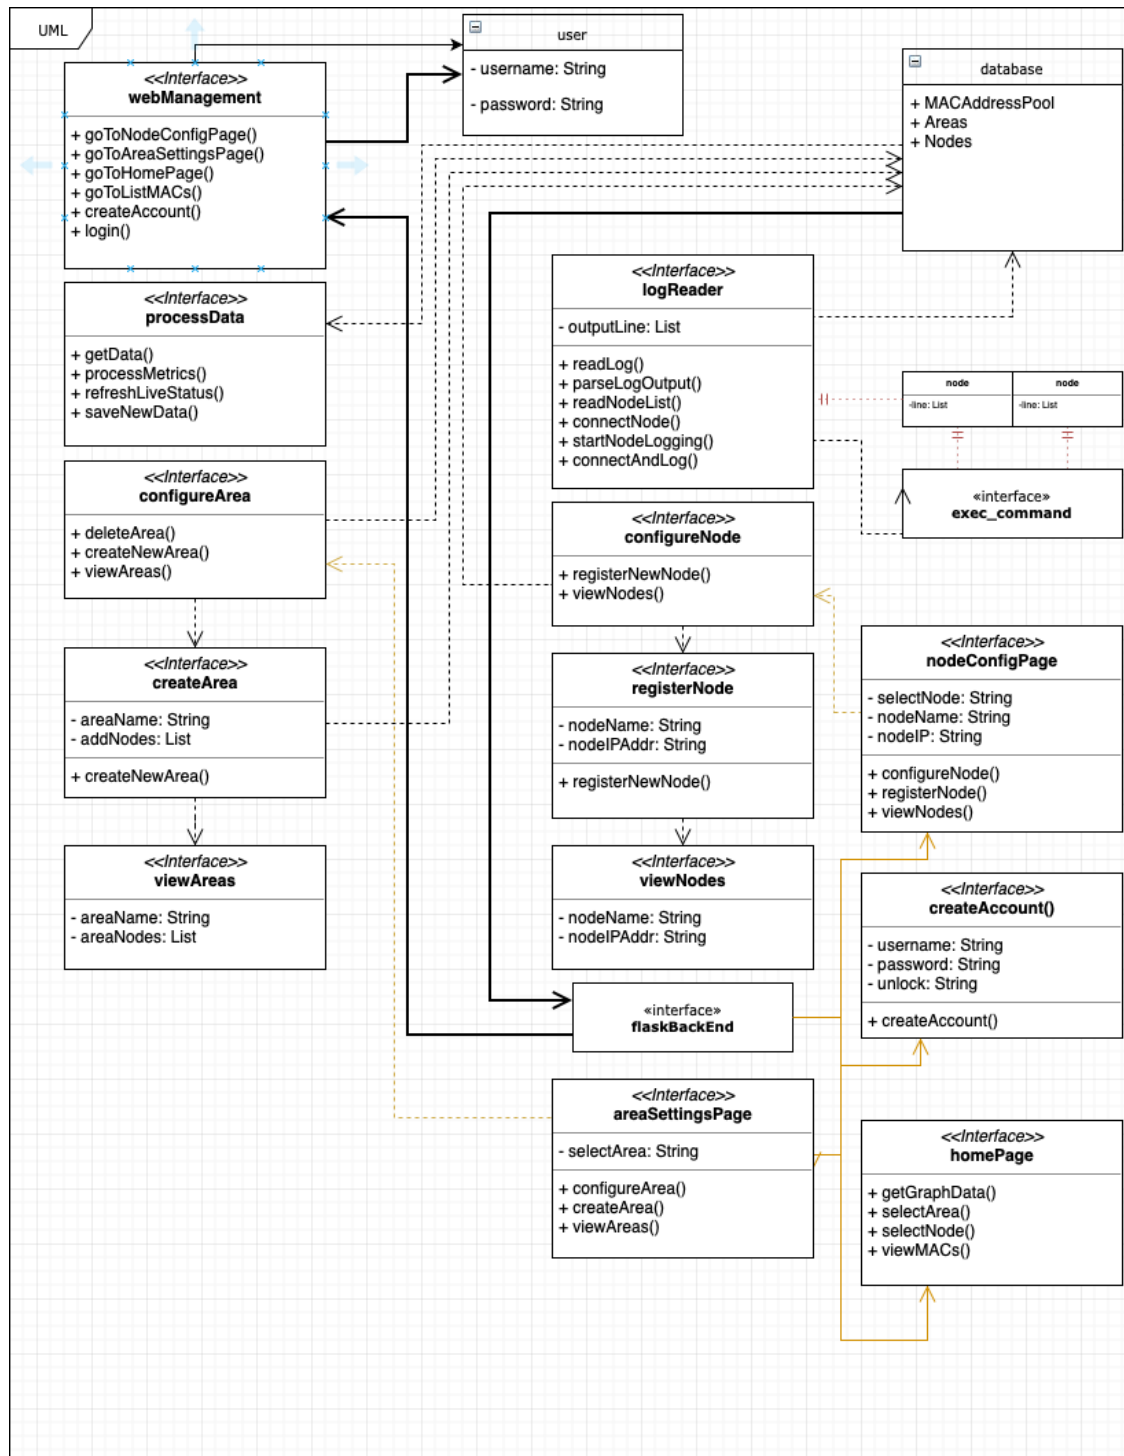 UML
<<Interface>>
webManagement
+ goToNodeConfigPage()
+ goToAreaSettingsPage()
+ goToHomePage()
+ goToListMACs()
+ createAccount()
+ login()
user
- username: String
- password: String
database
+ MACAddressPool
+ Areas
+ Nodes
<<Interface>>
processData
+ getData()
+ processMetrics()
+ refreshLiveStatus()
+ saveNewData()
<<Interface>>
logReader
- outputLine: List
+ readLog()
+ parseLogOutput()
+ readNodeList()
+ connectNode()
+ startNodeLogging()
+ connectAndLog()
node
-line: List
node
-line: List
«interface»
exec_command
<<Interface>>
configureArea
+ deleteArea()
+ createNewArea()
+ viewAreas()
<<Interface>>
configureNode
+ registerNewNode()
+ viewNodes()
<<Interface>>
createArea
- areaName: String
- addNodes: List
+ createNewArea()
<<Interface>>
registerNode
- nodeName: String
- nodeIPAddr: String
+ registerNewNode()
<<Interface>>
nodeConfigPage
- selectNode: String
- nodeName: String
- nodeIP: String
+ configureNode()
+ registerNode()
+ viewNodes()
<<Interface>>
viewAreas
- areaName: String
- areaNodes: List
<<Interface>>
viewNodes
- nodeName: String
- nodeIPAddr: String
<<Interface>>
createAccount()
- username: String
- password: String
- unlock: String
+ createAccount()
«interface»
flaskBackEnd
<<Interface>>
areaSettingsPage
- selectArea: String
+ configureArea()
+ createArea()
+ viewAreas()
<<Interface>>
homePage
+ getGraphData()
+ selectArea()
+ selectNode()
+ viewMACs()